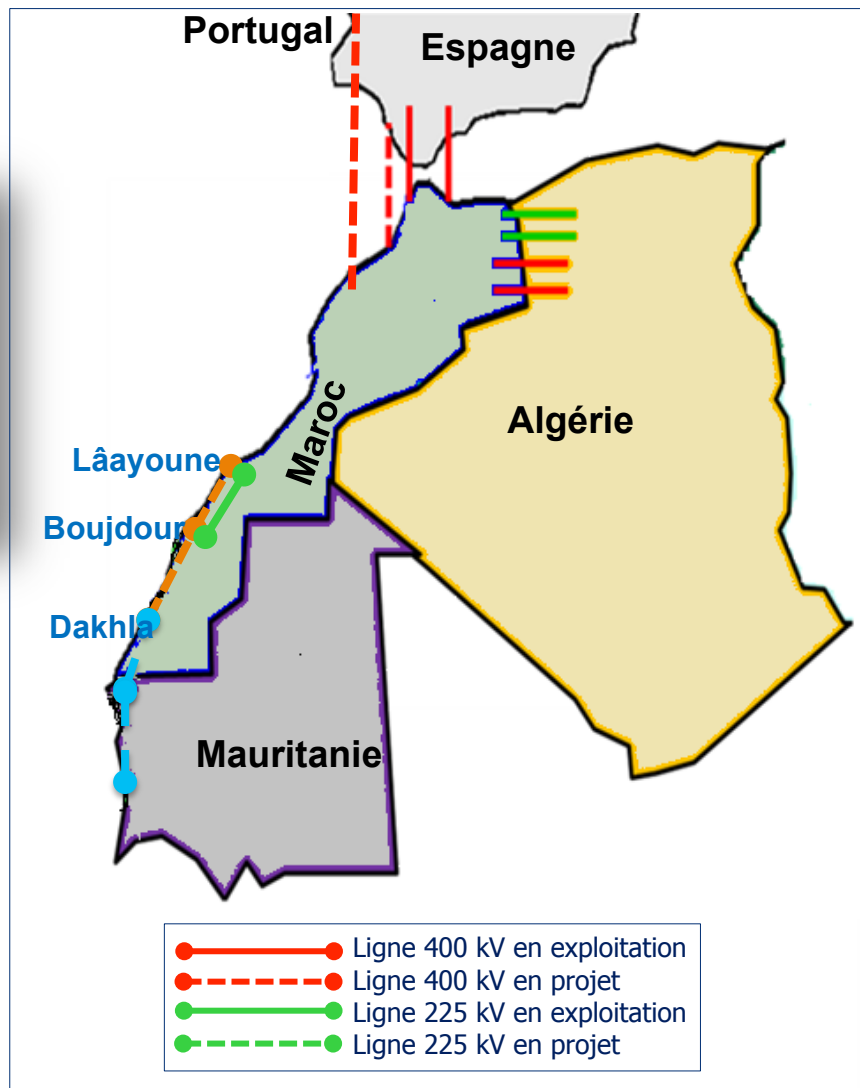 Portugal
Espagne
Algérie
Maroc
Lâayoune
Boujdour
Dakhla
Mauritanie
Ligne 400 kV en exploitation
Ligne 400 kV en projet
Ligne 225 kV en exploitation
Ligne 225 kV en projet